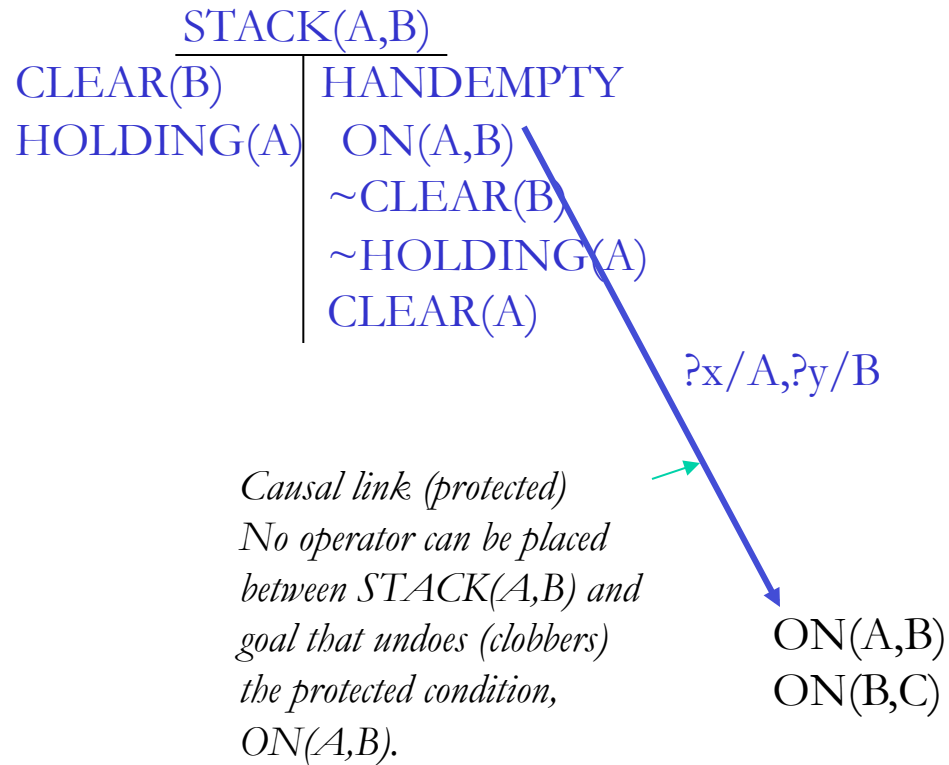 STACK(A,B)
CLEAR(B) HANDEMPTY
HOLDING(A) ON(A,B)
~CLEAR(B)
~HOLDING(A)
CLEAR(A)
?x/A,?y/B
Causal link (protected)
No operator can be placed
between STACK(A,B) and
goal that undoes (clobbers)
the protected condition,
ON(A,B).
ON(A,B)
ON(B,C)